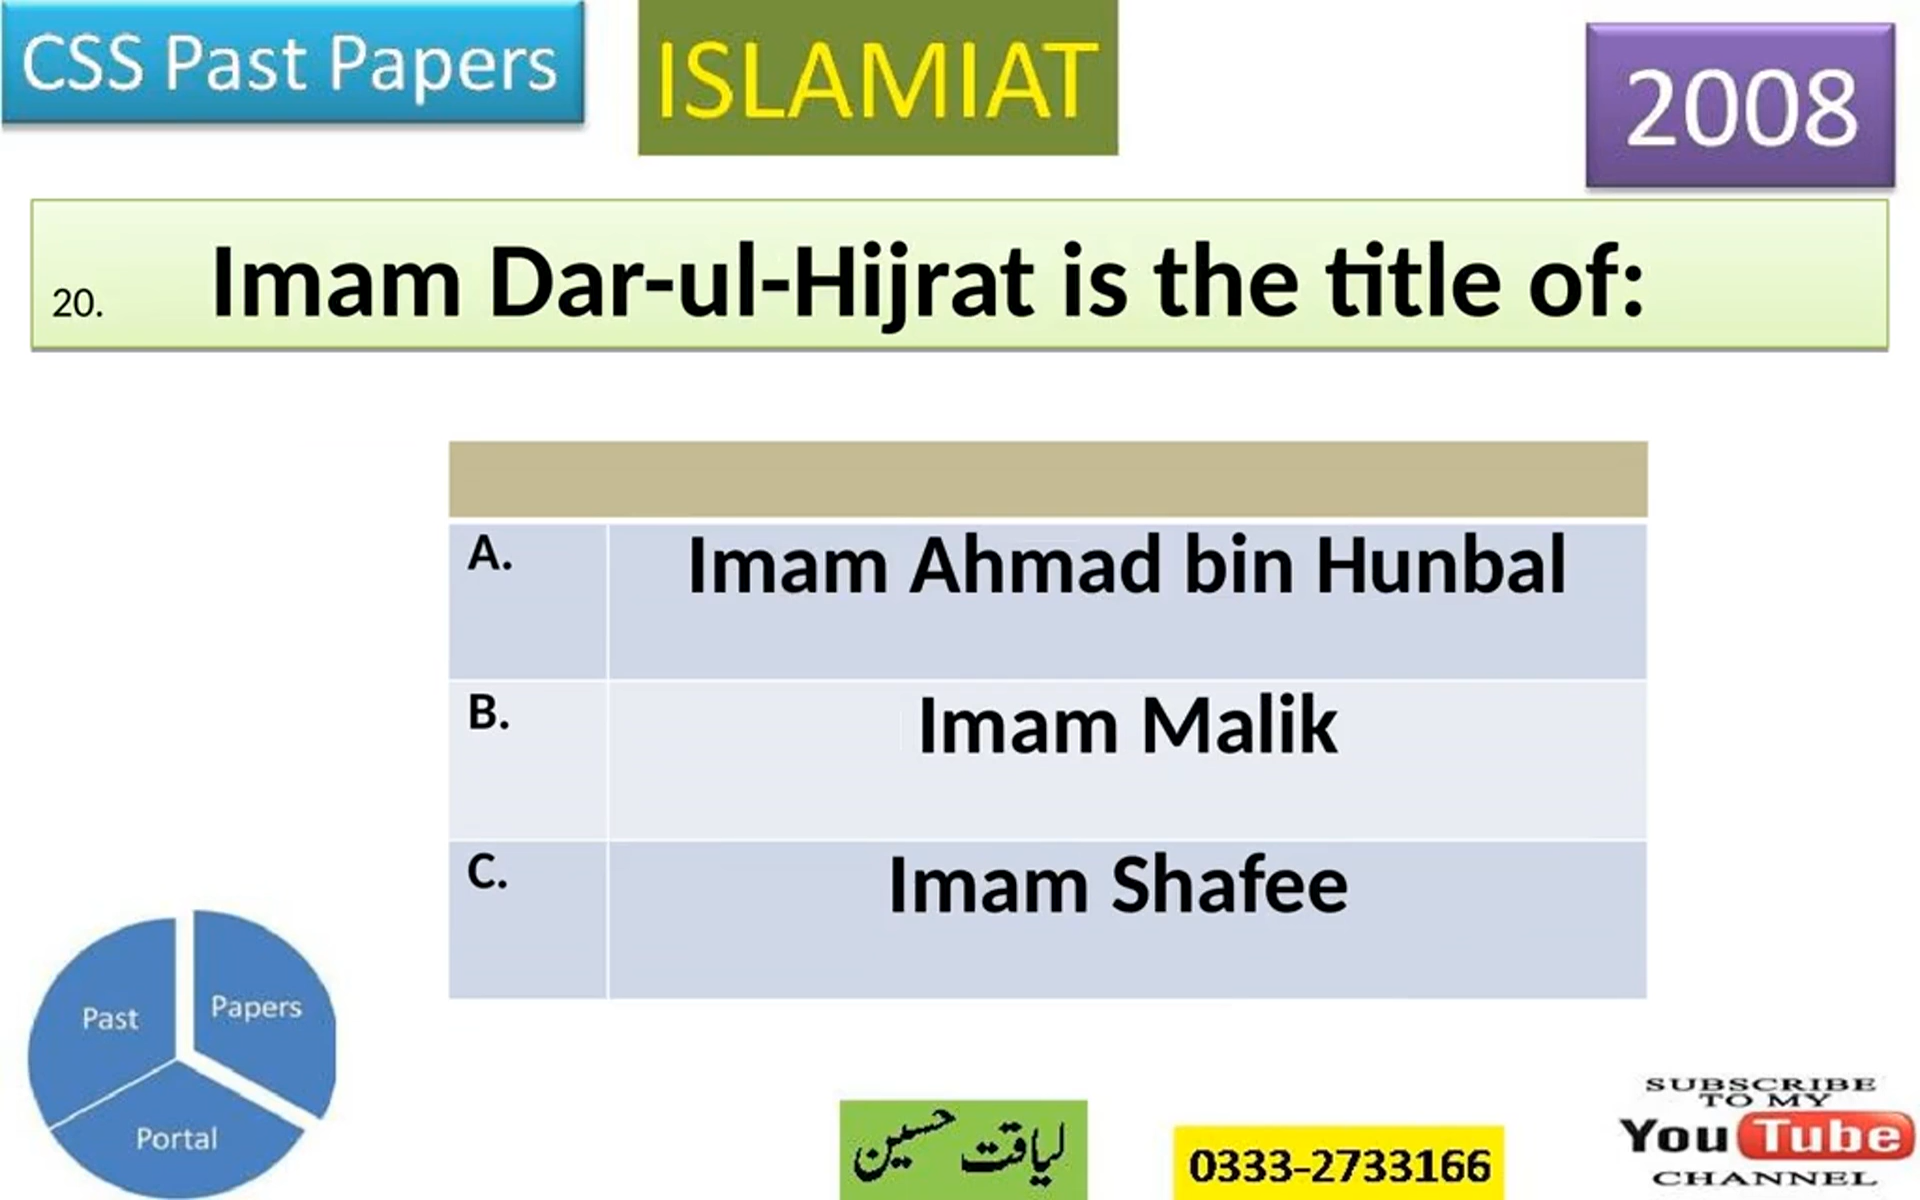 CSS Past Papers
ISLAMIAT
2008
20. Imam Dar-ul-Hijrat is the title of:
A. Imam Ahmad bin Hunbal
B. Imam Malik
C. Imam Shafee
Past
Papers
Portal
لیاقت حسین
0333-2733166
SUBSCRIBE
TO MY
YouTube
CHANNEL